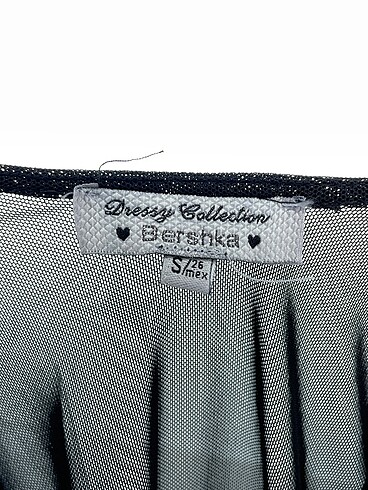 Dressy Collection
♥ Bershka ♥
S/26
mex